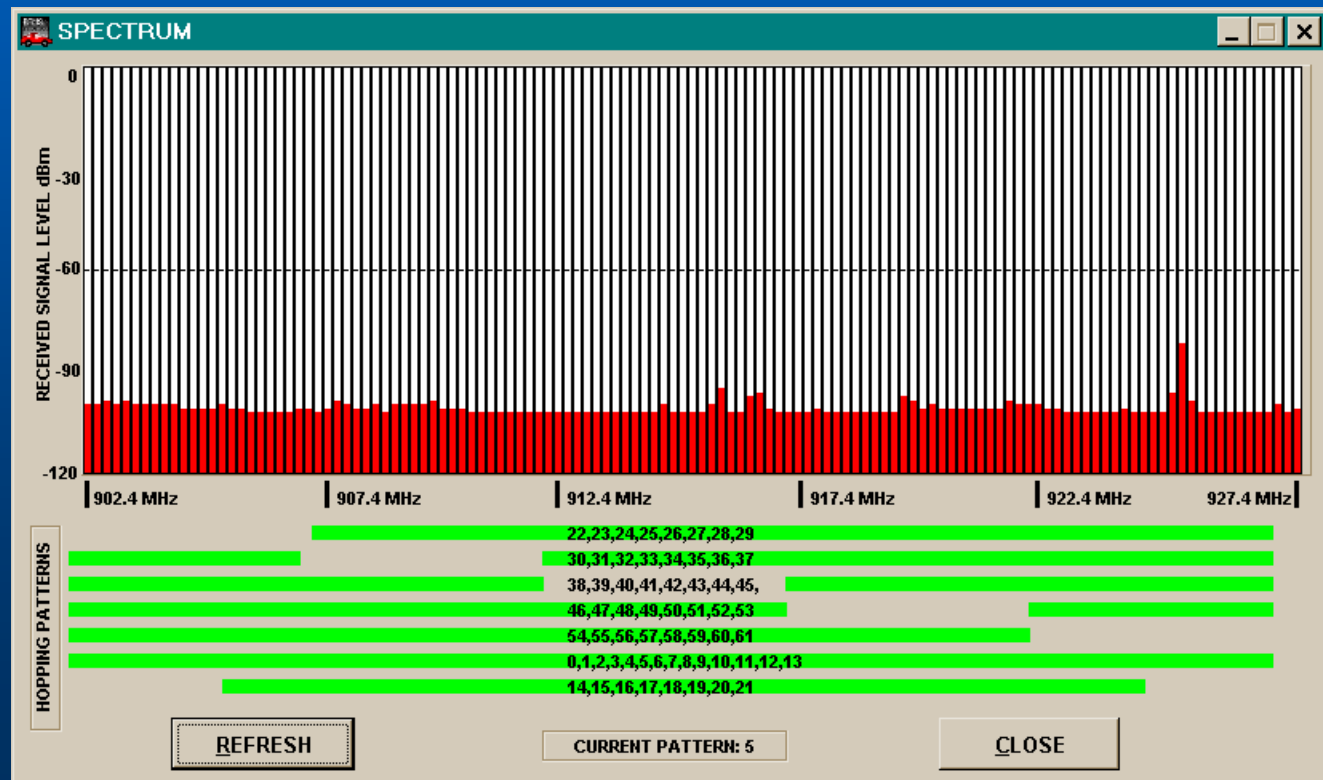 SPECTRUM
RECEIVED SIGNAL LEVEL dBm
0
-30
-60
-90
-120
902.4 MHz
907.4 MHz
912.4 MHz
917.4 MHz
922.4 MHz
927.4 MHz
HOPPING PATTERNS
22,23,24,25,26,27,28,29
30,31,32,33,34,35,36,37
38,39,40,41,42,43,44,45,
46,47,48,49,50,51,52,53
54,55,56,57,58,59,60,61
0,1,2,3,4,5,6,7,8,9,10,11,12,13
14,15,16,17,18,19,20,21
REFRESH
CURRENT PATTERN: 5
CLOSE